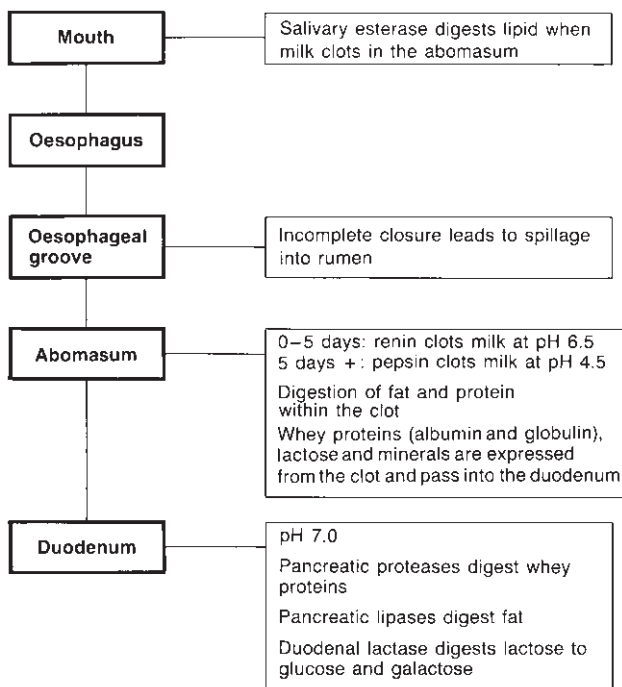 Mouth
Salivary esterase digests lipid when
milk clots in the abomasum
Oesophagus
Oesophageal
groove
Incomplete closure leads to spillage
into rumen
Abomasum
0–5 days: renin clots milk at pH 6.5
5 days +: pepsin clots milk at pH 4.5
Digestion of fat and protein
within the clot
Whey proteins (albumin and globulin),
lactose and minerals are expressed
from the clot and pass into the duodenum
Duodenum
pH 7.0
Pancreatic proteases digest whey
proteins
Pancreatic lipases digest fat
Duodenal lactase digests lactose to
glucose and galactose